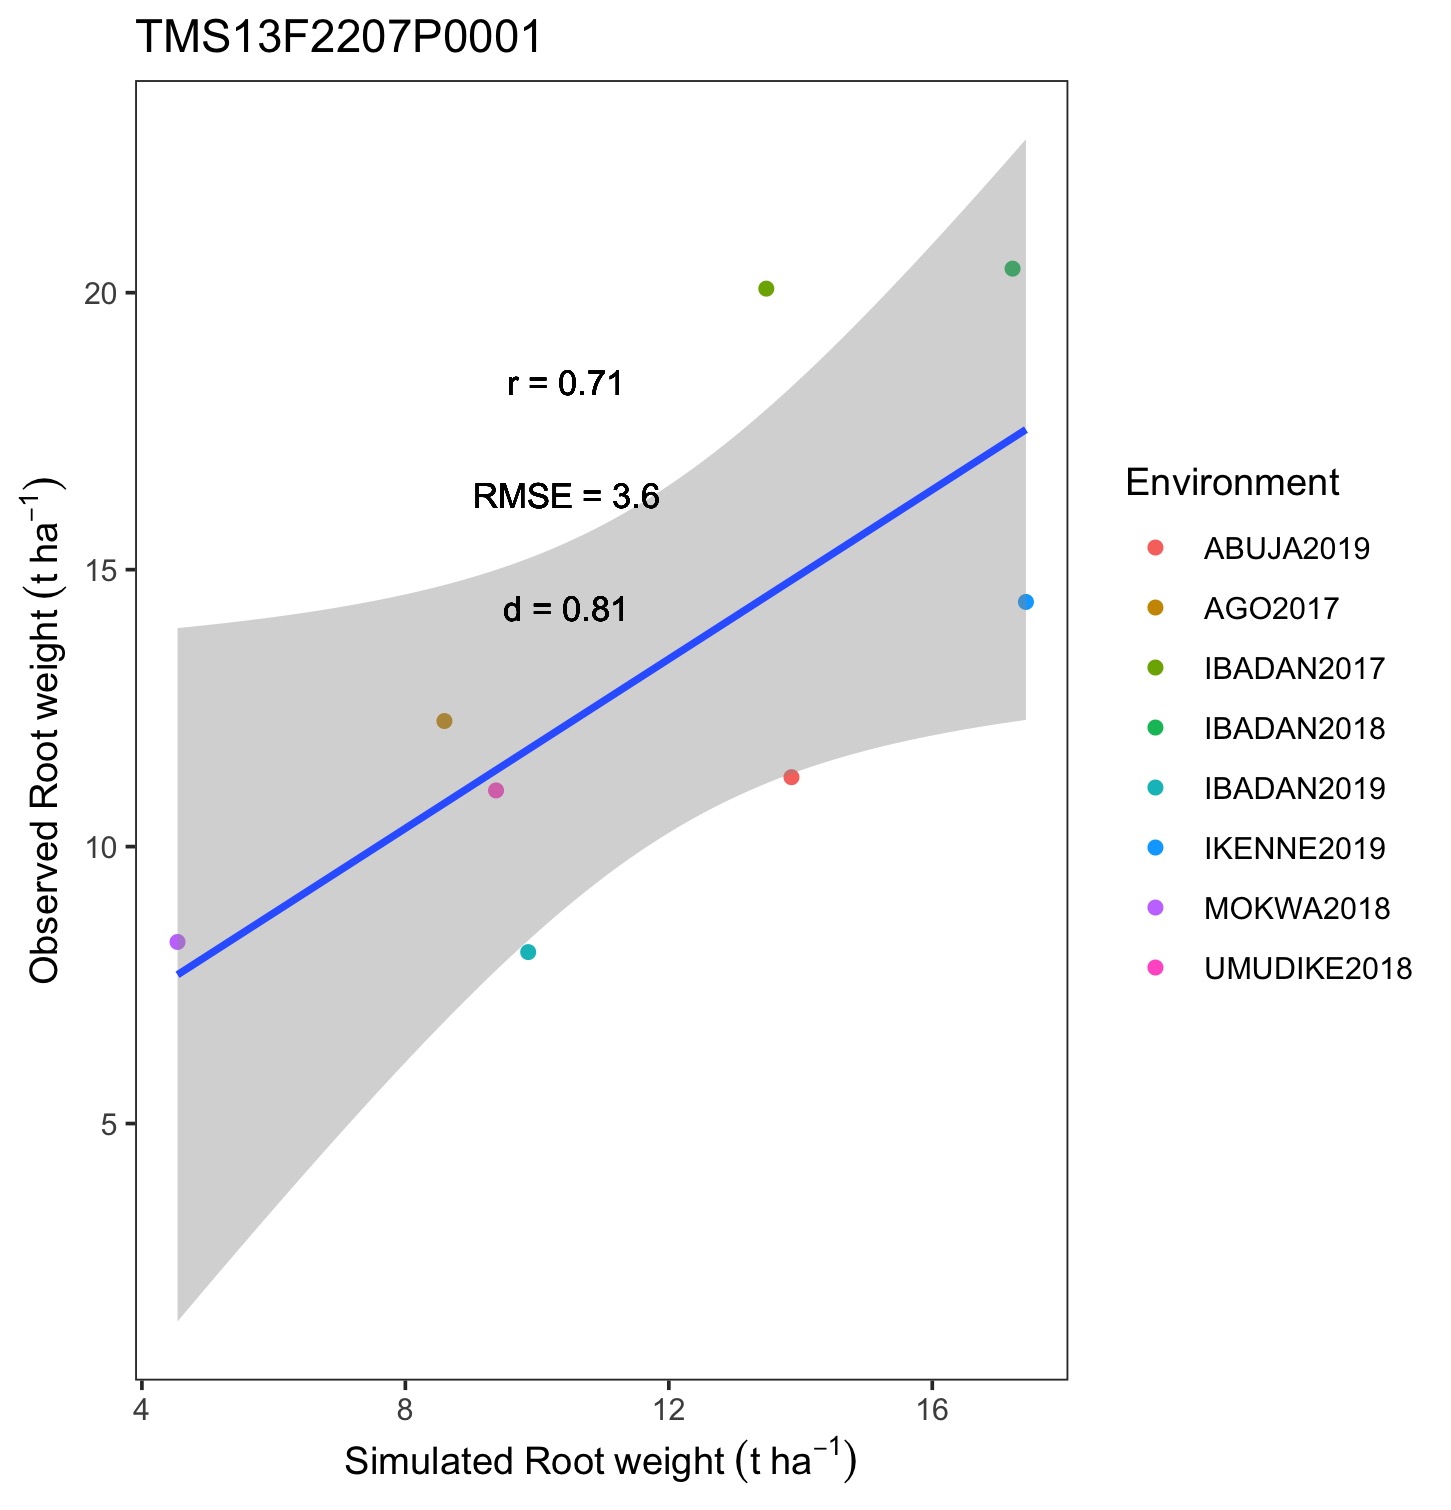 TMS13F2207P0001
Observed Root weight (t ha⁻¹)
20
15
10
5
r = 0.71
RMSE = 3.6
d = 0.81
4 8 12 16
Simulated Root weight (t ha⁻¹)
Environment
ABUJA2019
AGO2017
IBADAN2017
IBADAN2018
IBADAN2019
IKENNE2019
MOKWA2018
UMUDIKE2018